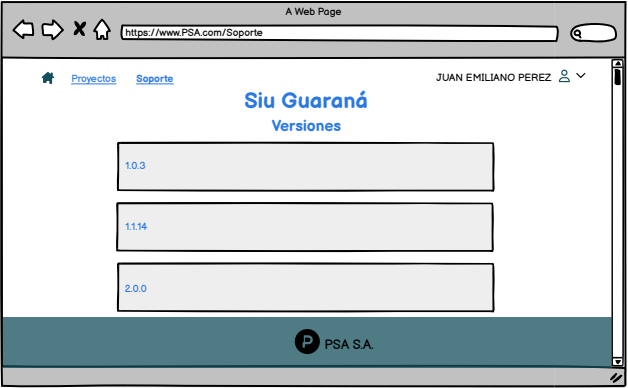 A Web Page
https://www.PSA.com/Soporte
Proyectos Soporte JUAN EMILIANO PEREZ
Siu Guaraná
Versiones
1.0.3
1.1.14
2.0.0
P PSA S.A.